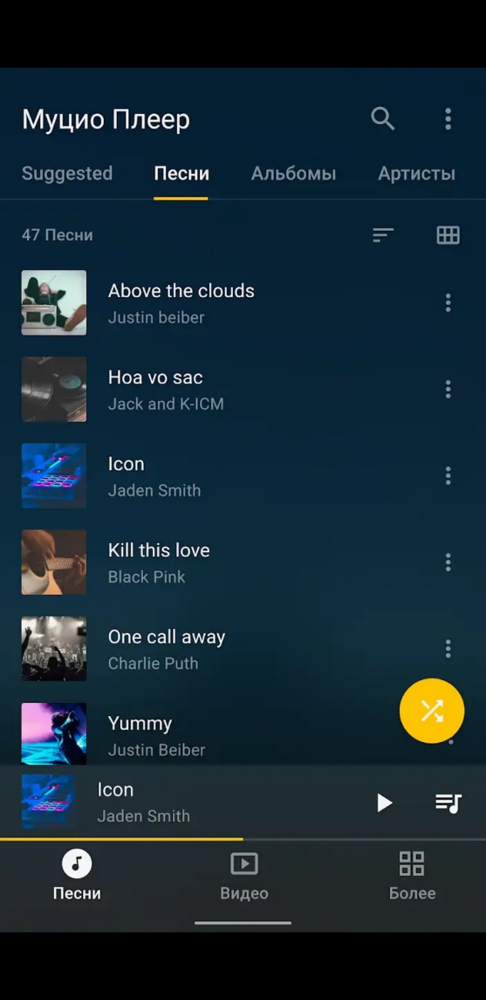 Муцио Плеер
Suggested Песни Альбомы Артисты
47 Песни
Above the clouds
Justin beiber
Hoa vo sac
Jack and K-ICM
Icon
Jaden Smith
Kill this love
Black Pink
One call away
Charlie Puth
Yummy
Justin Beiber
Icon
Jaden Smith
Песни Видео Более